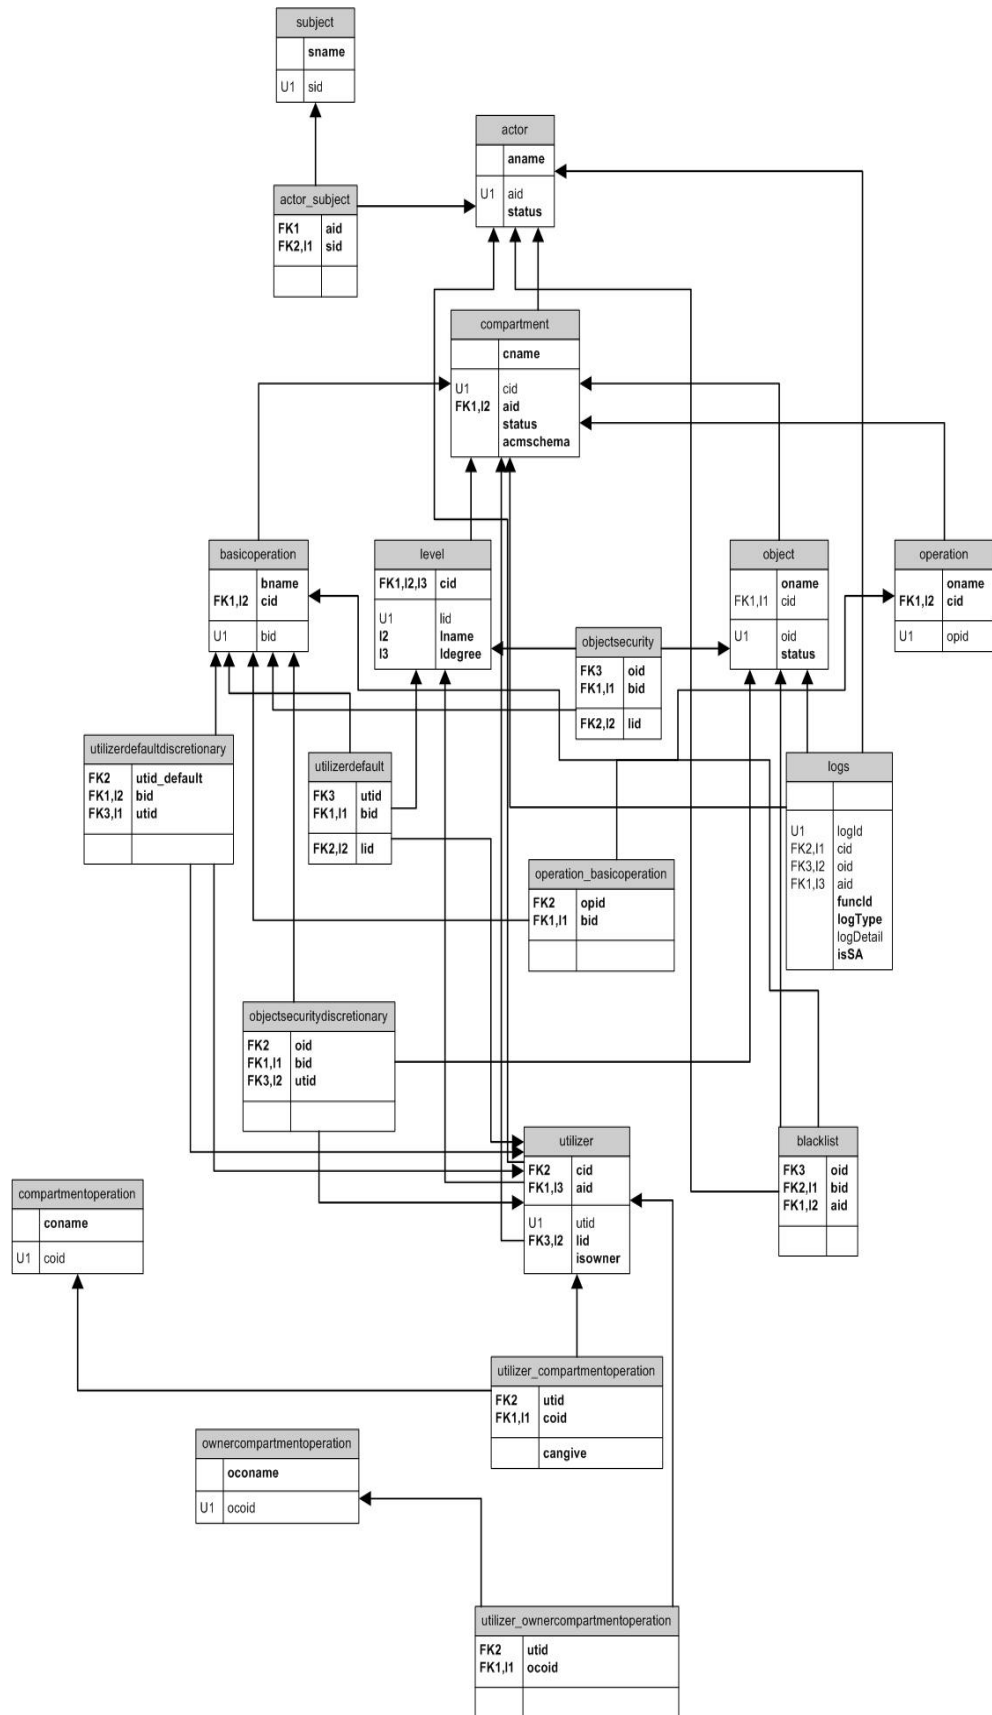 subject
sname
U1 sid
actor
aname
U1 aid
status
actor_subject
FK1 aid
FK2,I1 sid
compartment
cname
U1 cid
FK1,I2 aid
status
acmschema
basicoperation
bname
FK1,I2 cid
U1 bid
level
FK1,I2,I3 cid
U1 lid
I2 lname
I3 ldegree
object
oname
FK1,I1 cid
U1 oid
status
operation
oname
FK1,I2 cid
U1 opid
objectsecurity
FK3 oid
FK1,I1 bid
FK2,I2 lid
utilizerdefaultdiscretionary
FK2 utid_default
FK1,I2 bid
FK3,I1 utid
utilizerdefault
FK3 utid
FK1,I1 bid
FK2,I2 lid
logs
U1 logId
FK2,I1 cid
FK3,I2 oid
FK1,I3 aid
funcId
logType
logDetail
isSA
operation_basicoperation
FK2 opid
FK1,I1 bid
objectsecuritydiscretionary
FK2 oid
FK1,I1 bid
FK3,I2 utid
utilizer
FK2 cid
FK1,I3 aid
U1 utid
FK3,I2 lid
isowner
blacklist
FK3 oid
FK2,I1 bid
FK1,I2 aid
compartmentoperation
coname
U1 coid
utilizer_compartmentoperation
FK2 utid
FK1,I1 coid
cangive
ownercompartmentoperation
oconame
U1 ocoid
utilizer_ownercompartmentoperation
FK2 utid
FK1,I1 ocoid